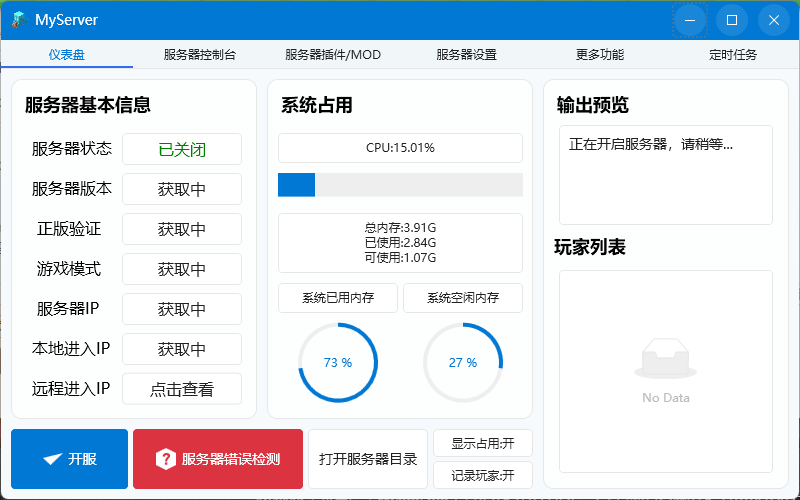 MyServer
仪表盘
服务器控制台
服务器插件/MOD
服务器设置
更多功能
定时任务
服务器基本信息
服务器状态
已关闭
服务器版本
获取中
正版验证
获取中
游戏模式
获取中
服务器IP
获取中
本地进入IP
获取中
远程进入IP
点击查看
系统占用
CPU:15.01%
总内存:3.91G
已使用:2.84G
可使用:1.07G
系统已用内存
系统空闲内存
73 %
27 %
输出预览
正在开启服务器，请稍等...
玩家列表
No Data
开服
服务器错误检测
打开服务器目录
显示占用:开
记录玩家:开